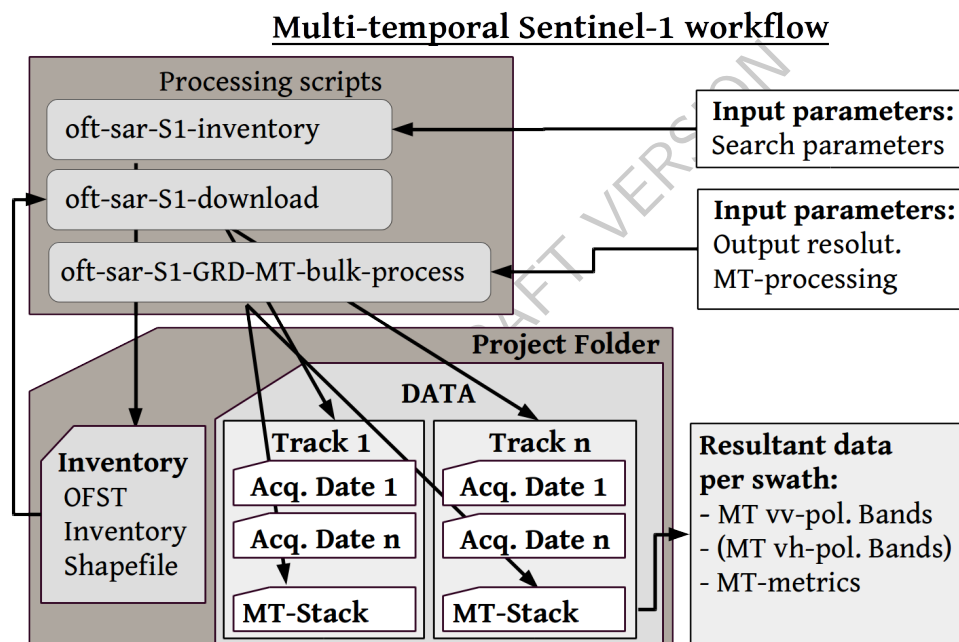 Multi-temporal Sentinel-1 workflow
Processing scripts
oft-sar-S1-inventory
oft-sar-S1-download
oft-sar-S1-GRD-MT-bulk-process
Input parameters:
Search parameters
Input parameters:
Output resolut.
MT-processing
DRAFT VERSION
Project Folder
DATA
Inventory
OFST
Inventory
Shapefile
Track 1
Acq. Date 1
Acq. Date n
MT-Stack
Track n
Acq. Date 1
Acq. Date n
MT-Stack
Resultant data
per swath:
- MT vv-pol. Bands
- (MT vh-pol. Bands)
- MT-metrics